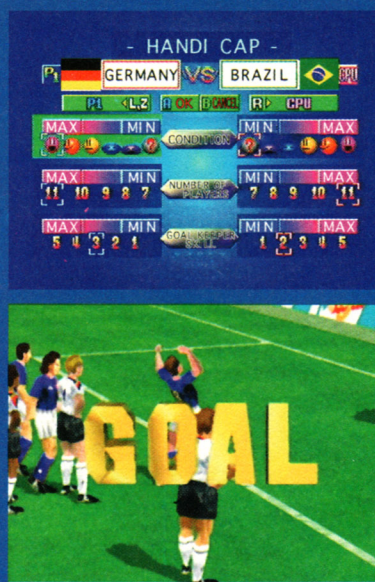 - HANDI CAP -
P1 GERMANY VS BRAZIL CPU
P1 L,Z A OK B CANCEL R CPU
MAX MIN CONDITION MIN MAX
MAX MIN NUMBER OF PLAYERS MIN MAX
11 10 9 8 7 7 8 9 10 11
MAX MIN GOAL KEEPER SKILL MIN MAX
5 4 3 2 1 1 2 3 4 5
GOAL